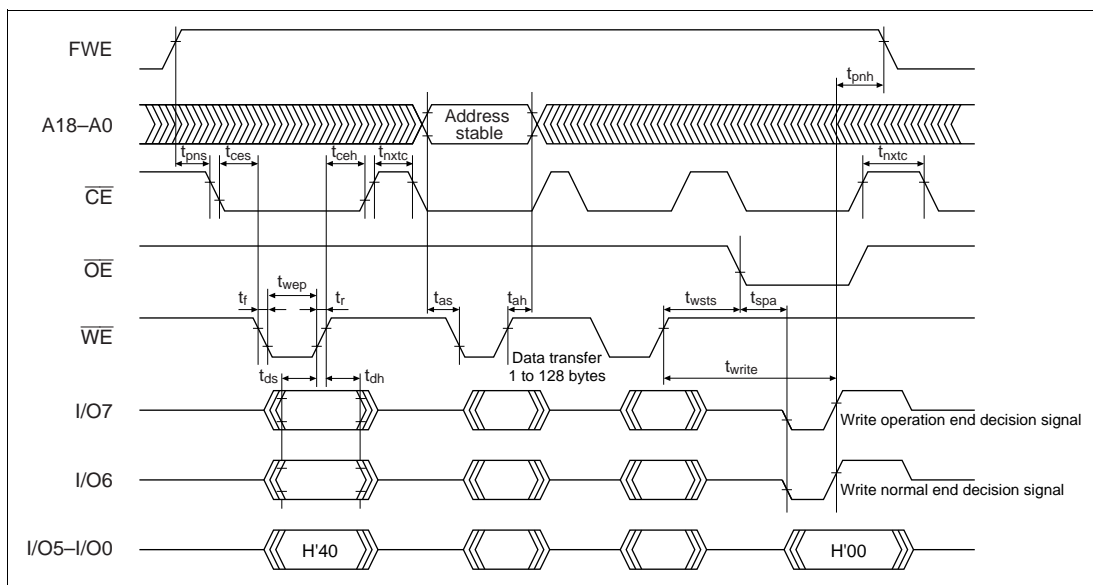 FWE
tpnh
A18–A0
Address
stable
tpns
tces
tceh
tnxtc
tnxtc
CE
OE
twep
tf
tr
tas
tah
twsts
tspa
WE
Data transfer
1 to 128 bytes
twrite
tds
tdh
I/O7
Write operation end decision signal
I/O6
Write normal end decision signal
I/O5–I/O0
H'40
H'00